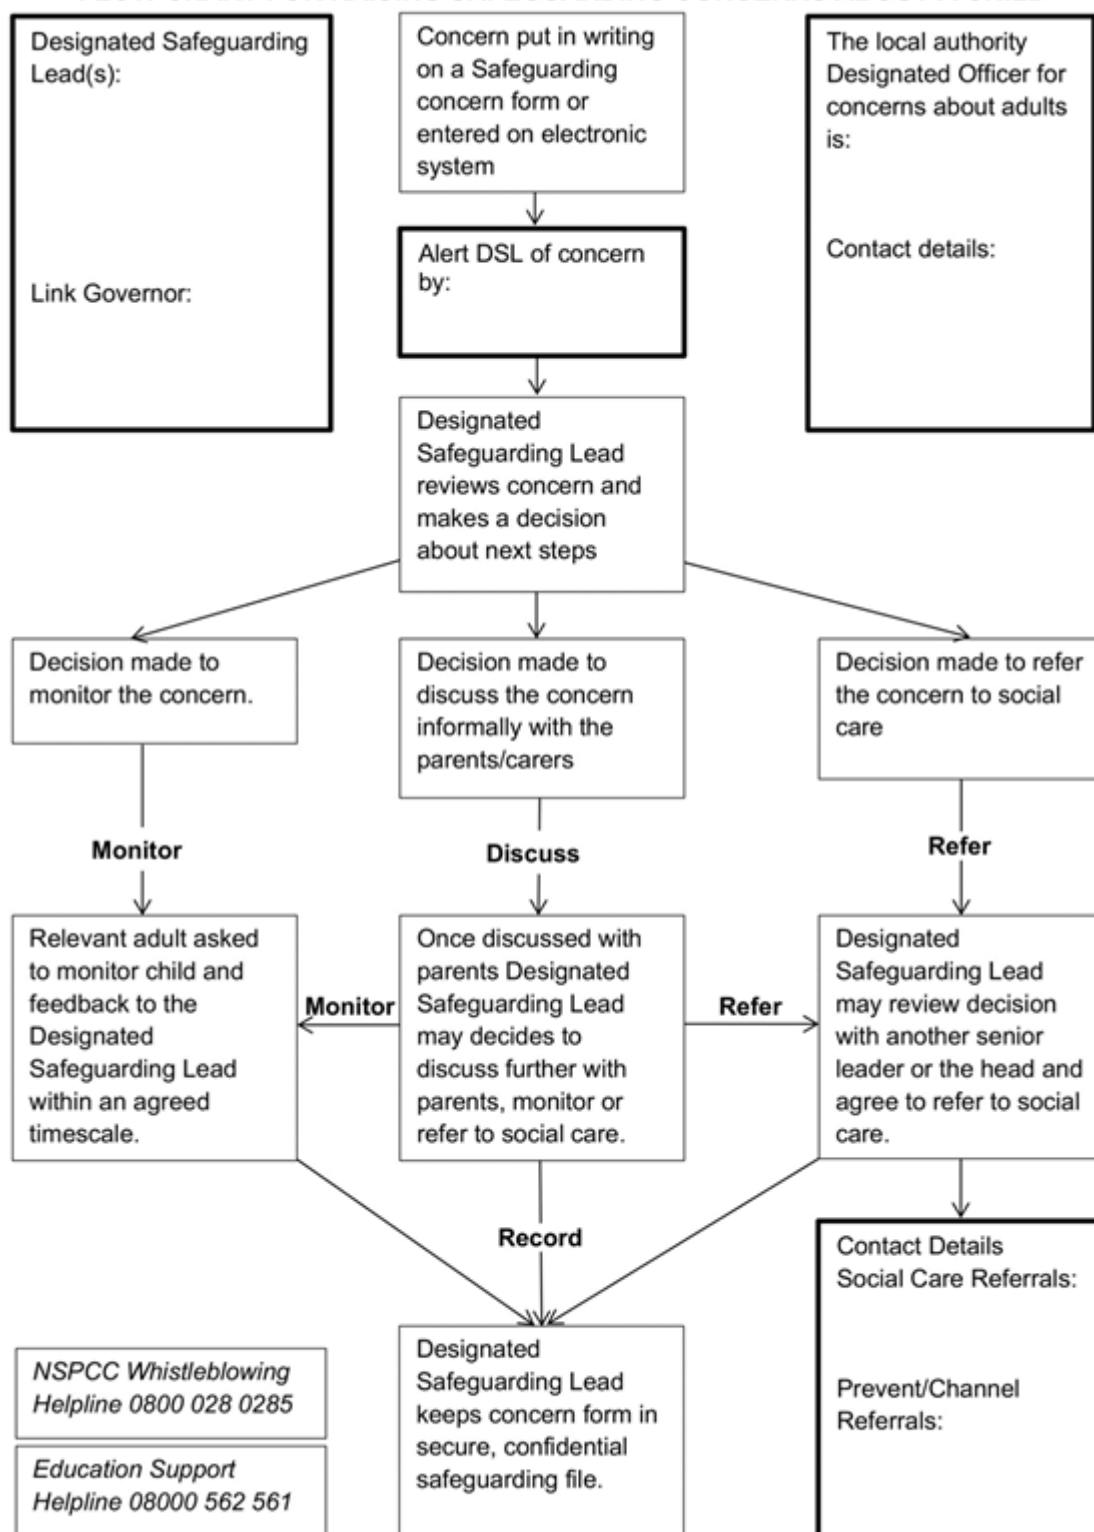 Designated Safeguarding
Lead(s):
Link Governor:
Concern put in writing
on a Safeguarding
concern form or
entered on electronic
system
The local authority
Designated Officer for
concerns about adults
is:
Contact details:
Alert DSL of concern
by:
Designated
Safeguarding Lead
reviews concern and
makes a decision
about next steps
Decision made to
monitor the concern.
Decision made to
discuss the concern
informally with the
parents/carers
Decision made to refer
the concern to social
care
Monitor
Discuss
Refer
Relevant adult asked
to monitor child and
feedback to the
Designated
Safeguarding Lead
within an agreed
timescale.
Monitor
Once discussed with
parents Designated
Safeguarding Lead
may decides to
discuss further with
parents, monitor or
refer to social care.
Refer
Designated
Safeguarding Lead
may review decision
with another senior
leader or the head and
agree to refer to social
care.
Record
Contact Details
Social Care Referrals:
Prevent/Channel
Referrals:
NSPCC Whistleblowing
Helpline 0800 028 0285
Education Support
Helpline 08000 562 561
Designated
Safeguarding Lead
keeps concern form in
secure, confidential
safeguarding file.